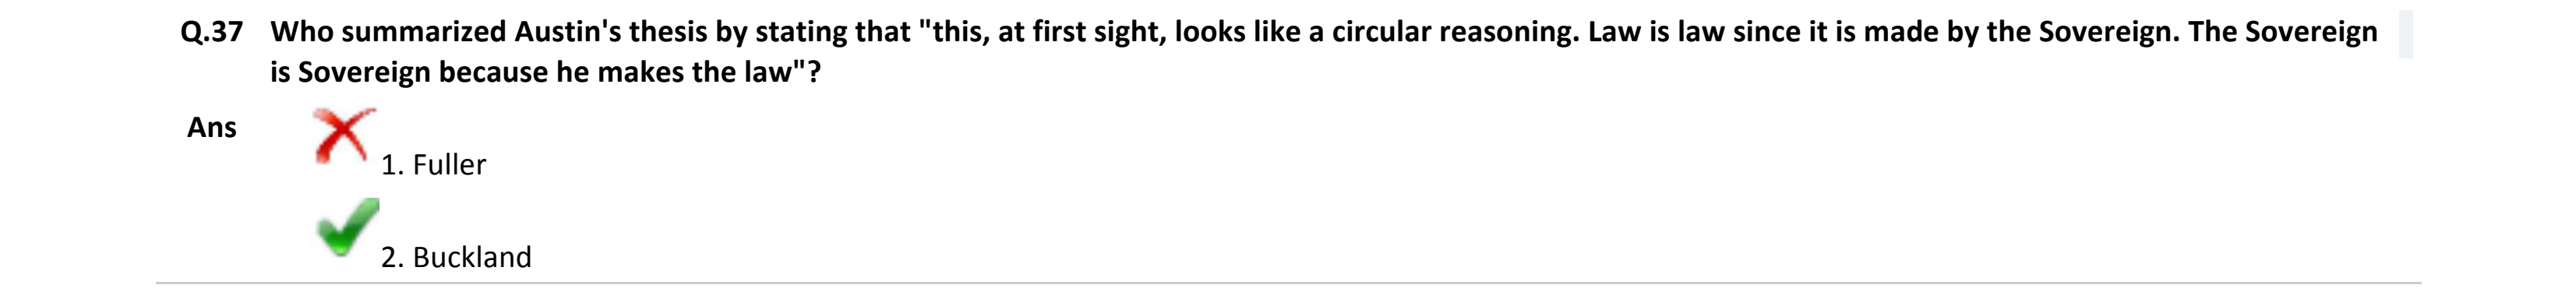 Q.37 Who summarized Austin's thesis by stating that "this, at first sight, looks like a circular reasoning. Law is law since it is made by the Sovereign. The Sovereign
is Sovereign because he makes the law"?
Ans
1. Fuller
2. Buckland